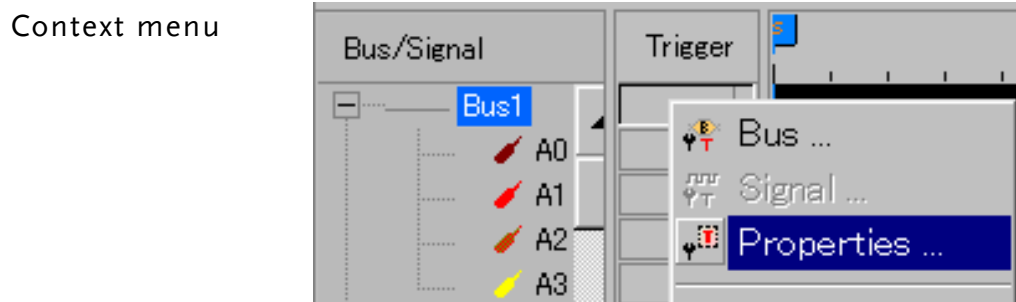 Context menu
Bus/Signal
Trigger
Bus1
A0
A1
A2
A3
Bus ...
Signal ...
Properties ...